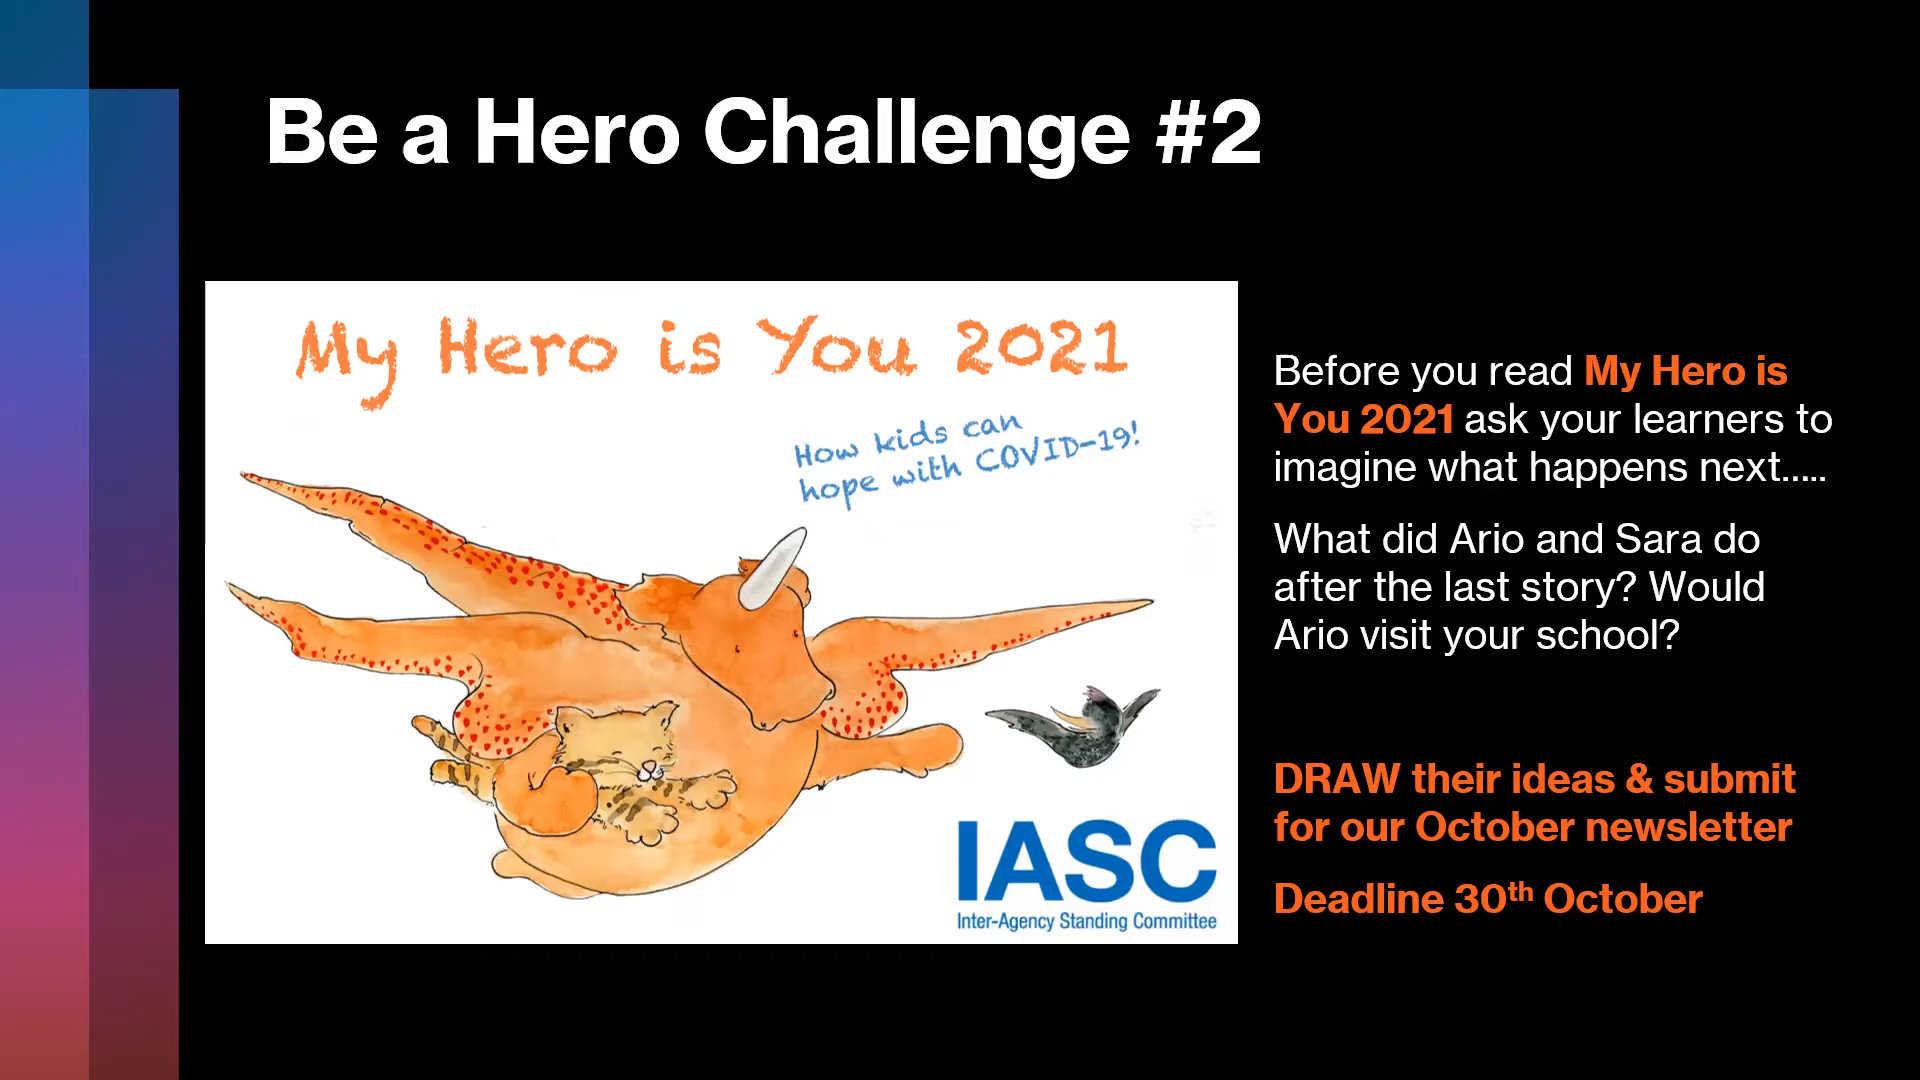 Be a Hero Challenge #2
My Hero is You 2021
How kids can
hope with COVID-19!
IASC
Inter-Agency Standing Committee
Before you read My Hero is
You 2021 ask your learners to
imagine what happens next.....
What did Ario and Sara do
after the last story? Would
Ario visit your school?
DRAW their ideas & submit
for our October newsletter
Deadline 30th October